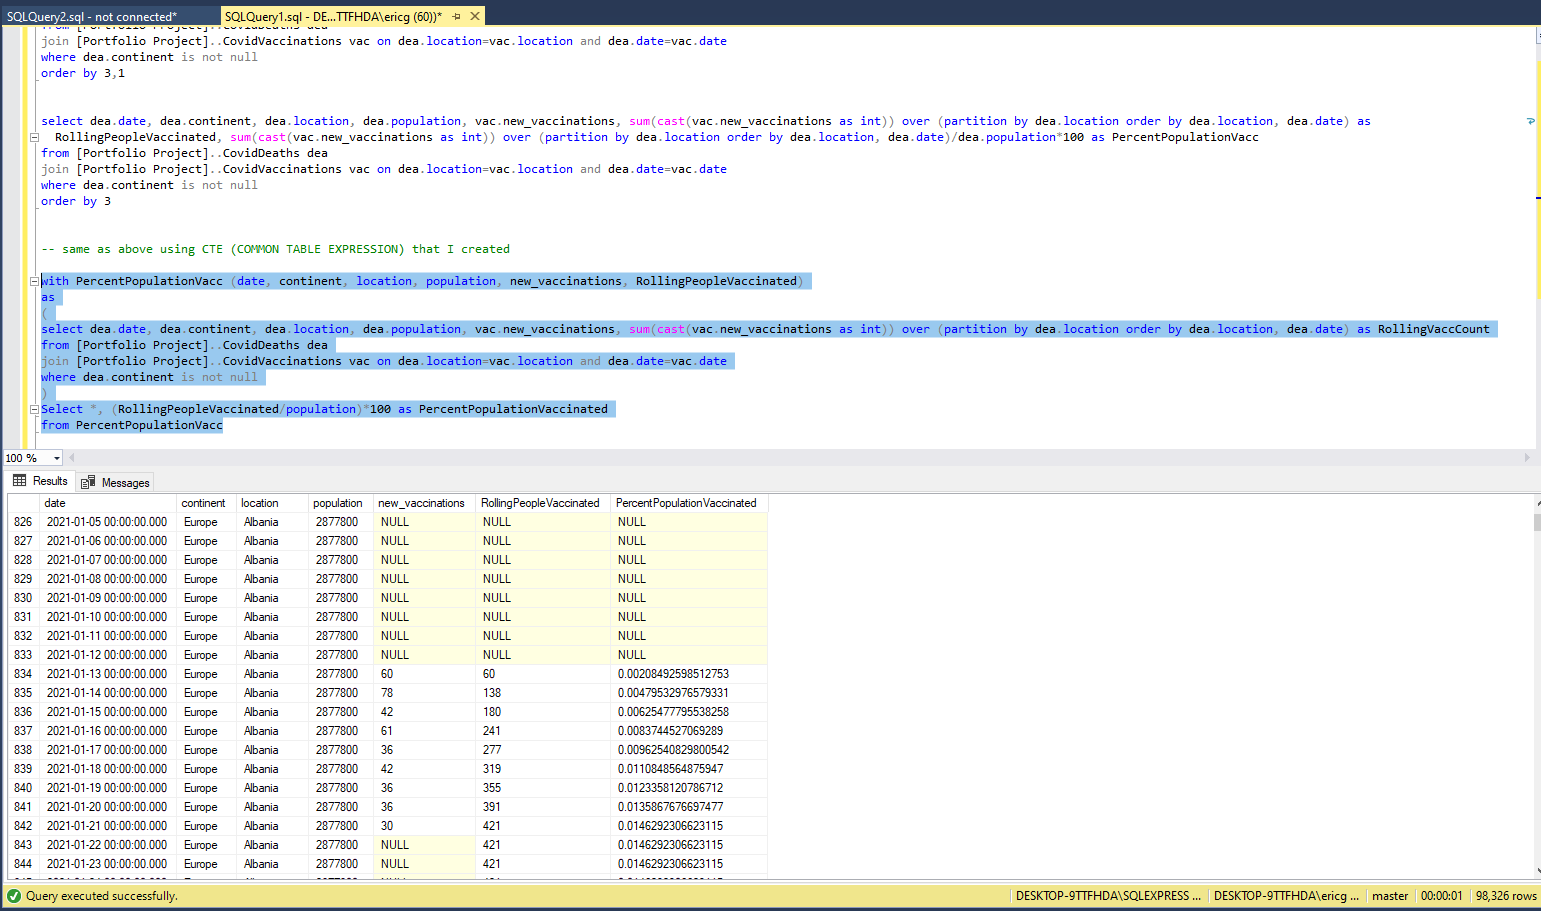 SQLQuery2.sql - not connected*
SQLQuery1.sql - DE...TTFHDA\ericg (60))*
from [Portfolio Project]..CovidDeaths dea
join [Portfolio Project]..CovidVaccinations vac on dea.location=vac.location and dea.date=vac.date
where dea.continent is not null
order by 3,1
select dea.date, dea.continent, dea.location, dea.population, vac.new_vaccinations, sum(cast(vac.new_vaccinations as int)) over (partition by dea.location order by dea.location, dea.date) as
RollingPeopleVaccinated, sum(cast(vac.new_vaccinations as int)) over (partition by dea.location order by dea.location, dea.date)/dea.population*100 as PercentPopulationVacc
from [Portfolio Project]..CovidDeaths dea
join [Portfolio Project]..CovidVaccinations vac on dea.location=vac.location and dea.date=vac.date
where dea.continent is not null
order by 3
-- same as above using CTE (COMMON TABLE EXPRESSION) that I created
with PercentPopulationVacc (date, continent, location, population, new_vaccinations, RollingPeopleVaccinated)
as
(
select dea.date, dea.continent, dea.location, dea.population, vac.new_vaccinations, sum(cast(vac.new_vaccinations as int)) over (partition by dea.location order by dea.location, dea.date) as RollingVaccCount
from [Portfolio Project]..CovidDeaths dea
join [Portfolio Project]..CovidVaccinations vac on dea.location=vac.location and dea.date=vac.date
where dea.continent is not null
)
Select *, (RollingPeopleVaccinated/population)*100 as PercentPopulationVaccinated
from PercentPopulationVacc
100 %
Results Messages
date continent location population new_vaccinations RollingPeopleVaccinated PercentPopulationVaccinated
826 2021-01-05 00:00:00.000 Europe Albania 2877800 NULL NULL NULL
827 2021-01-06 00:00:00.000 Europe Albania 2877800 NULL NULL NULL
828 2021-01-07 00:00:00.000 Europe Albania 2877800 NULL NULL NULL
829 2021-01-08 00:00:00.000 Europe Albania 2877800 NULL NULL NULL
830 2021-01-09 00:00:00.000 Europe Albania 2877800 NULL NULL NULL
831 2021-01-10 00:00:00.000 Europe Albania 2877800 NULL NULL NULL
832 2021-01-11 00:00:00.000 Europe Albania 2877800 NULL NULL NULL
833 2021-01-12 00:00:00.000 Europe Albania 2877800 NULL NULL NULL
834 2021-01-13 00:00:00.000 Europe Albania 2877800 60 60 0.00208492598512753
835 2021-01-14 00:00:00.000 Europe Albania 2877800 78 138 0.00479532976579331
836 2021-01-15 00:00:00.000 Europe Albania 2877800 42 180 0.00625477795538258
837 2021-01-16 00:00:00.000 Europe Albania 2877800 61 241 0.0083744527069289
838 2021-01-17 00:00:00.000 Europe Albania 2877800 36 277 0.00962540829800542
839 2021-01-18 00:00:00.000 Europe Albania 2877800 42 319 0.0110848564875947
840 2021-01-19 00:00:00.000 Europe Albania 2877800 36 355 0.0123358120786712
841 2021-01-20 00:00:00.000 Europe Albania 2877800 36 391 0.0135867676697477
842 2021-01-21 00:00:00.000 Europe Albania 2877800 30 421 0.0146292306623115
843 2021-01-22 00:00:00.000 Europe Albania 2877800 NULL 421 0.0146292306623115
844 2021-01-23 00:00:00.000 Europe Albania 2877800 NULL 421 0.0146292306623115
Query executed successfully.
DESKTOP-9TTFHDA\SQLEXPRESS ... DESKTOP-9TTFHDA\ericg ... master 00:00:01 98,326 rows